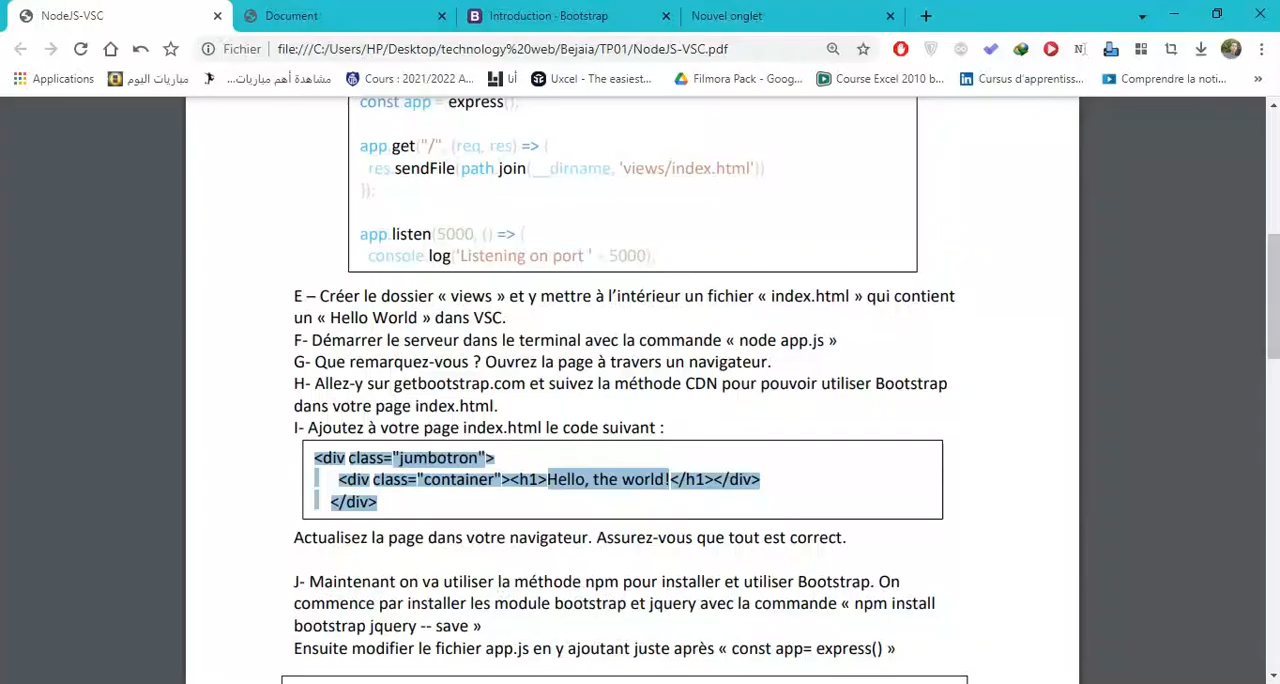 NodeJS-VSC
Document
Introduction · Bootstrap
Nouvel onglet
Fichier | file:///C:/Users/HP/Desktop/technology%20web/Bejaia/TP01/NodeJS-VSC.pdf
Applications
مباريات اليوم
مشاهدة أهم مباريات...
Cours : 2021/2022 A...
أنا
Uxcel - The easiest...
Filmora Pack - Goog...
Course Excel 2010 b...
Cursus d'apprentiss...
Comprendre la noti...
»
const app = express();
app.get("/", (req, res) => {
res.sendFile(path.join(__dirname, 'views/index.html'))
});
app.listen(5000, () => {
console.log('Listening on port ' + 5000);
E – Créer le dossier « views » et y mettre à l'intérieur un fichier « index.html » qui contient
un « Hello World » dans VSC.
F- Démarrer le serveur dans le terminal avec la commande « node app.js »
G- Que remarquez-vous ? Ouvrez la page à travers un navigateur.
H- Allez-y sur getbootstrap.com et suivez la méthode CDN pour pouvoir utiliser Bootstrap
dans votre page index.html.
I- Ajoutez à votre page index.html le code suivant :
<div class="jumbotron">
<div class="container"><h1>Hello, the world!</h1></div>
</div>
Actualisez la page dans votre navigateur. Assurez-vous que tout est correct.
J- Maintenant on va utiliser la méthode npm pour installer et utiliser Bootstrap. On
commence par installer les module bootstrap et jquery avec la commande « npm install
bootstrap jquery -- save »
Ensuite modifier le fichier app.js en y ajoutant juste après « const app= express() »